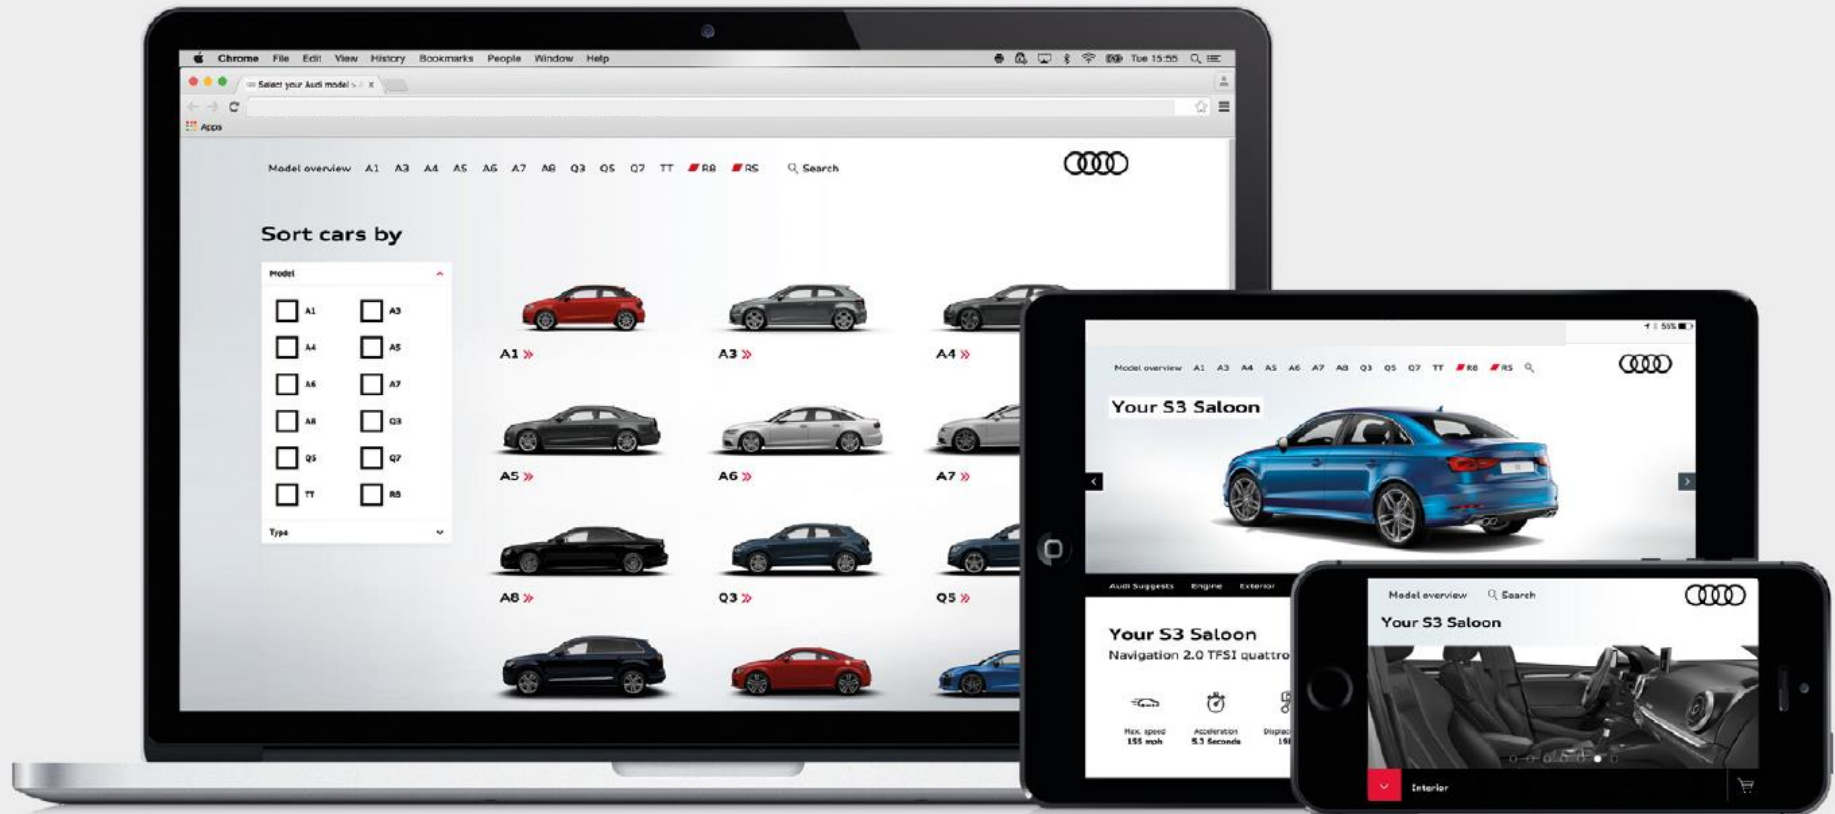 Chrome File Edit View History Bookmarks People Window Help
Tue 15:55
Select your Audi model
Apps
Model overview A1 A3 A4 A5 A6 A7 A8 Q3 Q5 Q7 TT R8 RS Search
Sort cars by
Model
A1 A3
A4 A5
A6 A7
A8 Q3
Q5 Q7
TT R8
Type
A1 » A3 » A4 »
A5 » A6 » A7 »
A8 » Q3 » Q5 »
55%
Model overview A1 A3 A4 A5 A6 A7 A8 Q3 Q5 Q7 TT R8 RS
Your S3 Saloon
Audi Suggests Engine Exterior
Your S3 Saloon
Navigation 2.0 TFSI quattro
Max. speed
155 mph
Acceleration
5.3 Seconds
Model overview Search
Your S3 Saloon
Interior